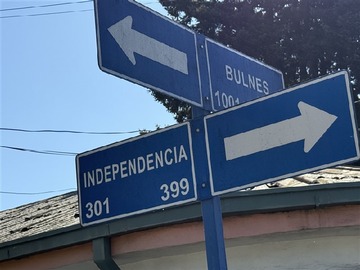 BULNES
1001
INDEPENDENCIA
301 399